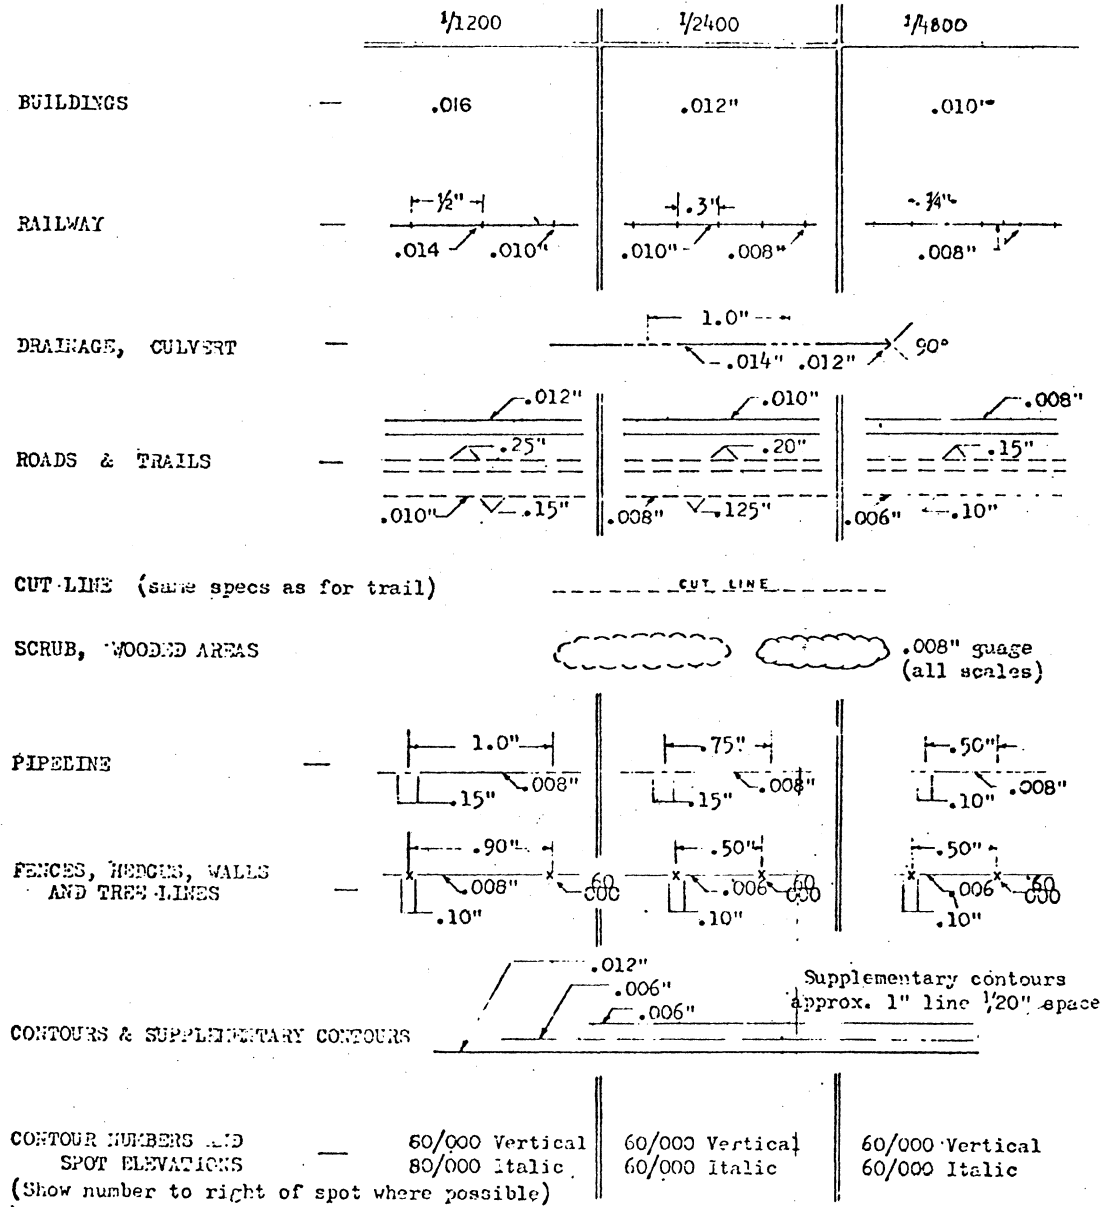 1/1200 1/2400 1/4800
BUILDINGS — .016 .012" .010"
RAILWAY — 1/2" .3" 1/4"
.014 .010" .010" .008" .008"
DRAINAGE, CULVERT — 1.0"
.014" .012" 90°
.012" .010" .008"
ROADS & TRAILS — .25" .20" .15"
.010" .15" .008" .125" .006" .10"
CUT LINE (same specs as for trail) CUT LINE
SCRUB, WOODED AREAS .008" guage
(all scales)
1.0" .75" .50"
PIPELINE — .008" .008" .008"
.15" .15" .10"
.90" .50" .50"
FENCES, HEDGES, WALLS
AND TREE LINES — .008" 60/000 .006 60/000 .006 60/000
.10" .10" .10"
.012"
.006"
.006"
Supplementary contours
approx. 1" line 1/20" space
CONTOURS & SUPPLEMENTARY CONTOURS
CONTOUR NUMBERS AND 60/000 Vertical 60/000 Vertical 60/000 Vertical
SPOT ELEVATIONS — 80/000 Italic 60/000 Italic 60/000 Italic
(Show number to right of spot where possible)